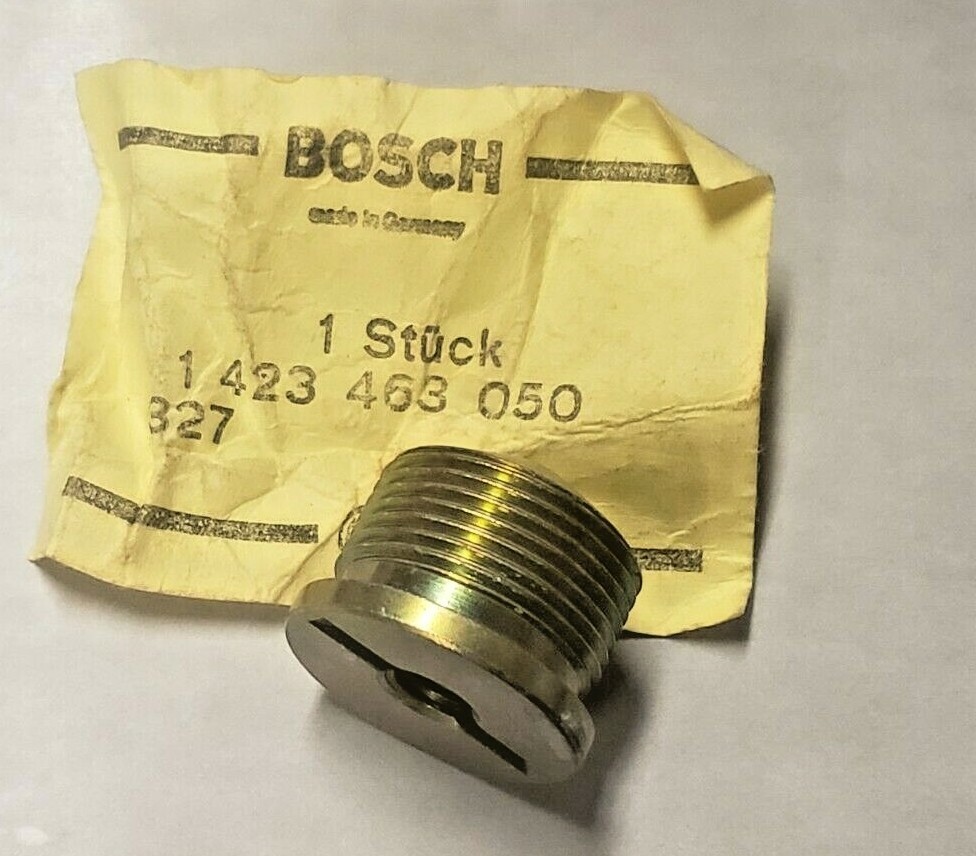 BOSCH
made in Germany
1 Stück
1 423 463 050
327